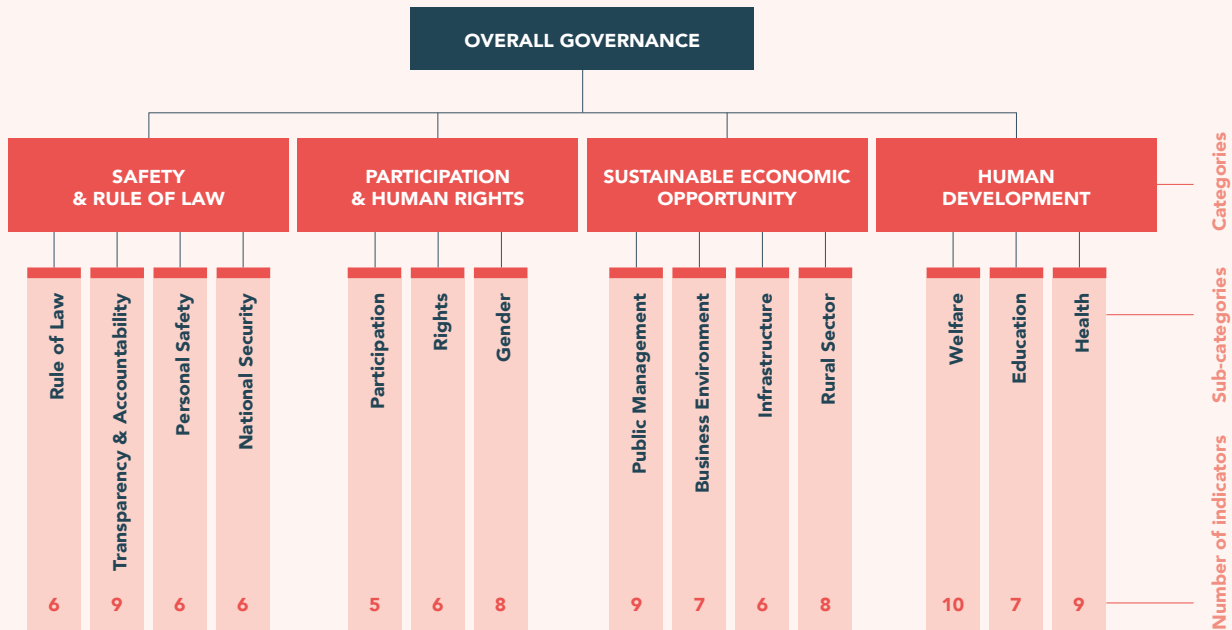 OVERALL GOVERNANCE
SAFETY
& RULE OF LAW
PARTICIPATION
& HUMAN RIGHTS
SUSTAINABLE ECONOMIC
OPPORTUNITY
HUMAN
DEVELOPMENT
Categories
Rule of Law
Transparency & Accountability
Personal Safety
National Security
Participation
Rights
Gender
Public Management
Business Environment
Infrastructure
Rural Sector
Welfare
Education
Health
Sub-categories
6
9
6
6
5
6
8
9
7
6
8
10
7
9
Number of indicators